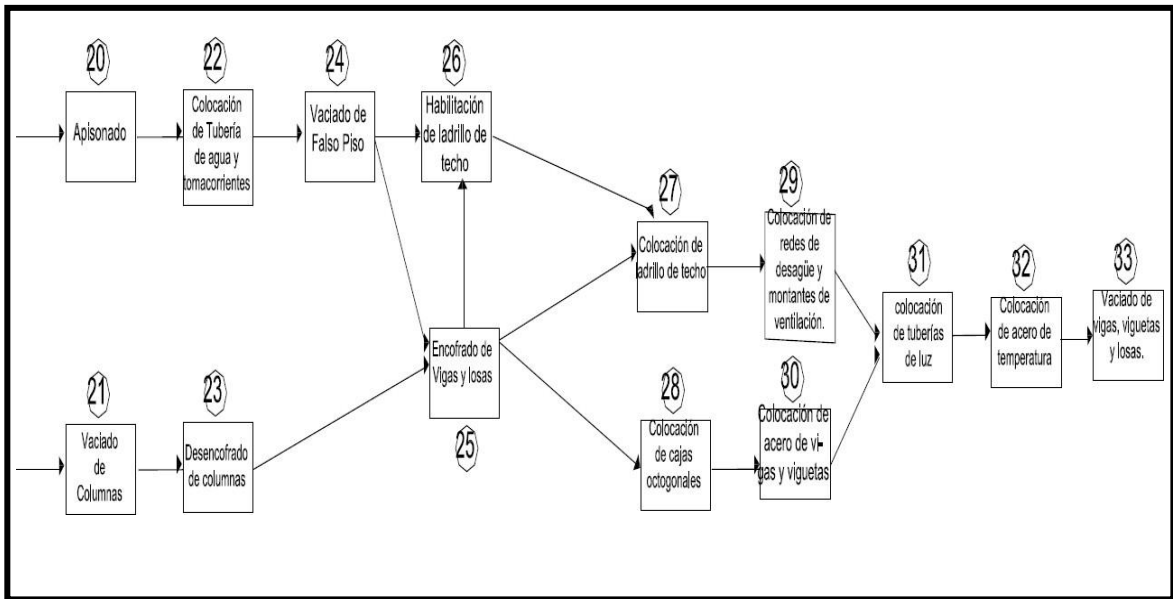 20
Apisonado
22
Colocación
de Tubería
de agua y
tomacorrientes
24
Vaciado de
Falso Piso
26
Habilitación
de ladrillo de
techo
27
Colocación de
ladrillo de techo
29
Colocación de
redes de
desagüe y
montantes de
ventilación.
31
colocación
de tuberías
de luz
32
Colocación
de acero de
temperatura
33
Vaciado de
vigas, viguetas
y losas.
21
Vaciado
de
Columnas
23
Desencofrado
de columnas
Encofrado de
Vigas y losas
25
28
Colocación
de cajas
octogonales
30
Colocación de
acero de vi-
gas y viguetas